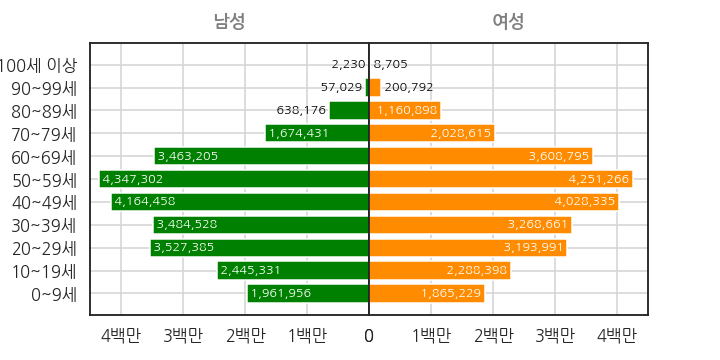 남성 여성
100세 이상 2,230 8,705
90~99세 57,029 200,792
80~89세 638,176 1,160,898
70~79세 1,674,431 2,028,615
60~69세 3,463,205 3,608,795
50~59세 4,347,302 4,251,266
40~49세 4,164,458 4,028,335
30~39세 3,484,528 3,268,661
20~29세 3,527,385 3,193,991
10~19세 2,445,331 2,288,398
0~9세 1,961,956 1,865,229
4백만 3백만 2백만 1백만 0 1백만 2백만 3백만 4백만